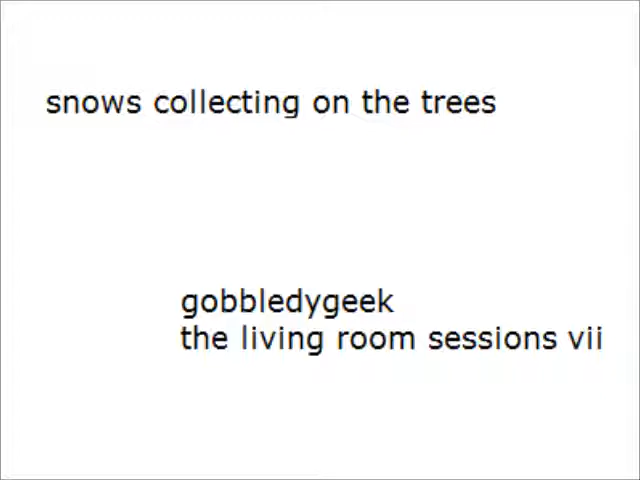 snows collecting on the trees
gobbledygeek
the living room sessions vii